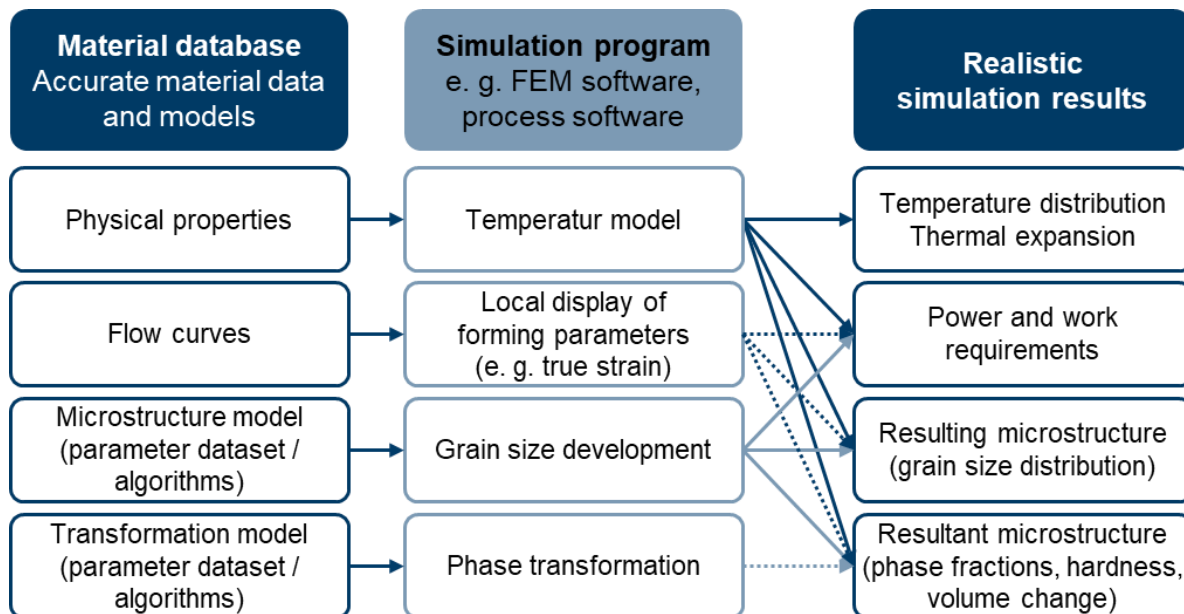 Material database
Accurate material data
and models
Simulation program
e. g. FEM software,
process software
Realistic
simulation results
Physical properties
Temperatur model
Temperature distribution
Thermal expansion
Flow curves
Local display of
forming parameters
(e. g. true strain)
Power and work
requirements
Microstructure model
(parameter dataset /
algorithms)
Grain size development
Resulting microstructure
(grain size distribution)
Transformation model
(parameter dataset /
algorithms)
Phase transformation
Resultant microstructure
(phase fractions, hardness,
volume change)